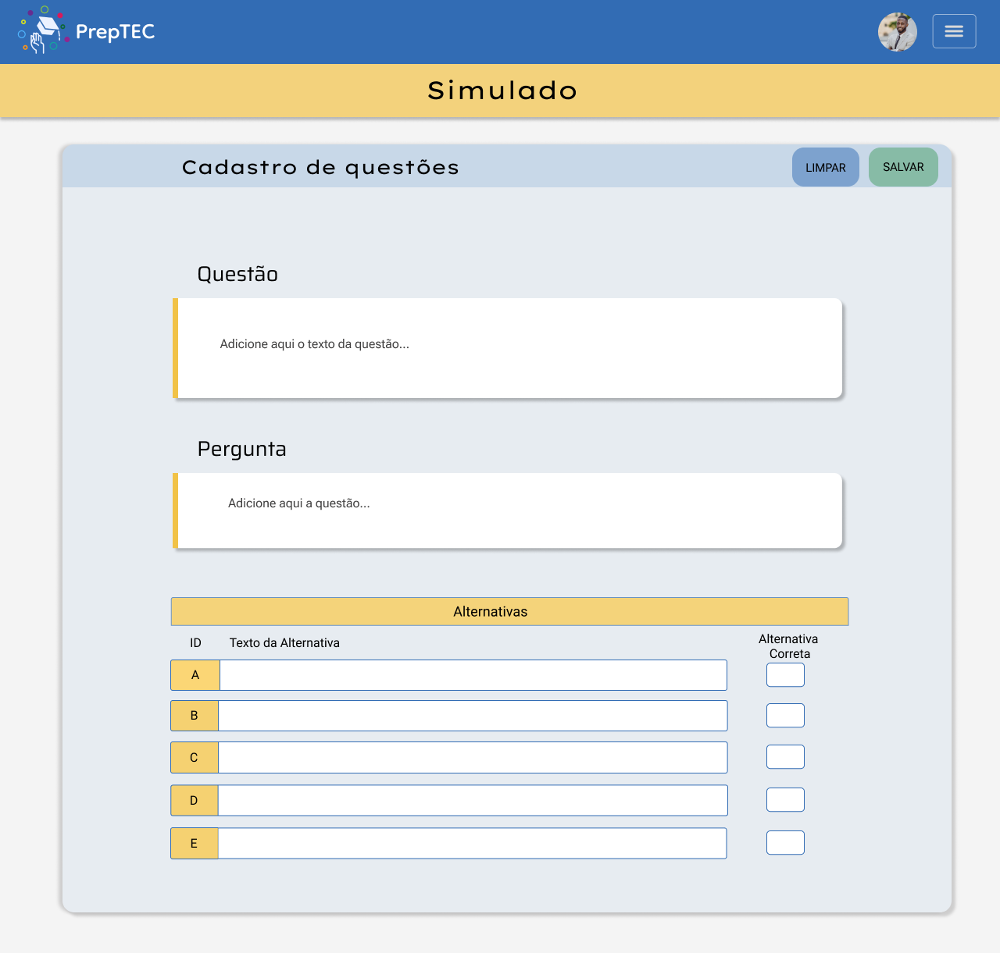 PrepTEC
Simulado
Cadastro de questões
LIMPAR
SALVAR
Questão
Adicione aqui o texto da questão...
Pergunta
Adicione aqui a questão...
Alternativas
ID
Texto da Alternativa
Alternativa
Correta
A
B
C
D
E